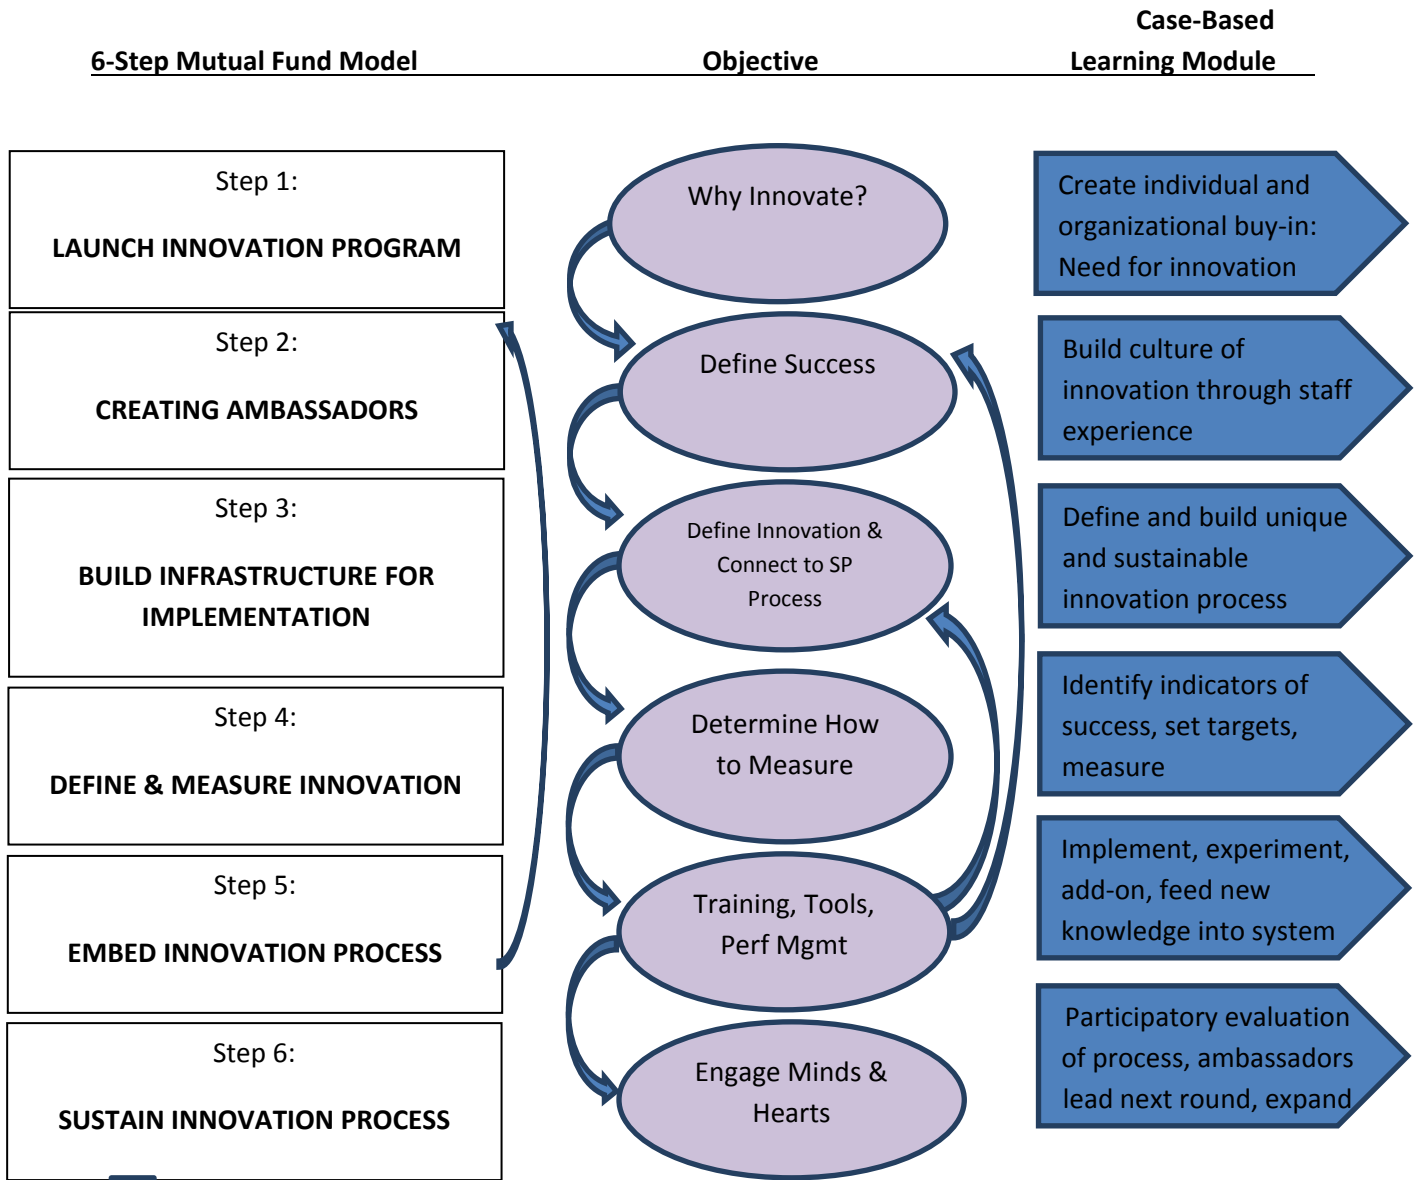 Case-Based
6-Step Mutual Fund Model Objective Learning Module
Step 1:
LAUNCH INNOVATION PROGRAM
Why Innovate?
Create individual and
organizational buy-in:
Need for innovation
Step 2:
CREATING AMBASSADORS
Define Success
Build culture of
innovation through staff
experience
Step 3:
BUILD INFRASTRUCTURE FOR
IMPLEMENTATION
Define Innovation &
Connect to SP
Process
Define and build unique
and sustainable
innovation process
Step 4:
DEFINE & MEASURE INNOVATION
Determine How
to Measure
Identify indicators of
success, set targets,
measure
Step 5:
EMBED INNOVATION PROCESS
Training, Tools,
Perf Mgmt
Implement, experiment,
add-on, feed new
knowledge into system
Step 6:
SUSTAIN INNOVATION PROCESS
Engage Minds &
Hearts
Participatory evaluation
of process, ambassadors
lead next round, expand